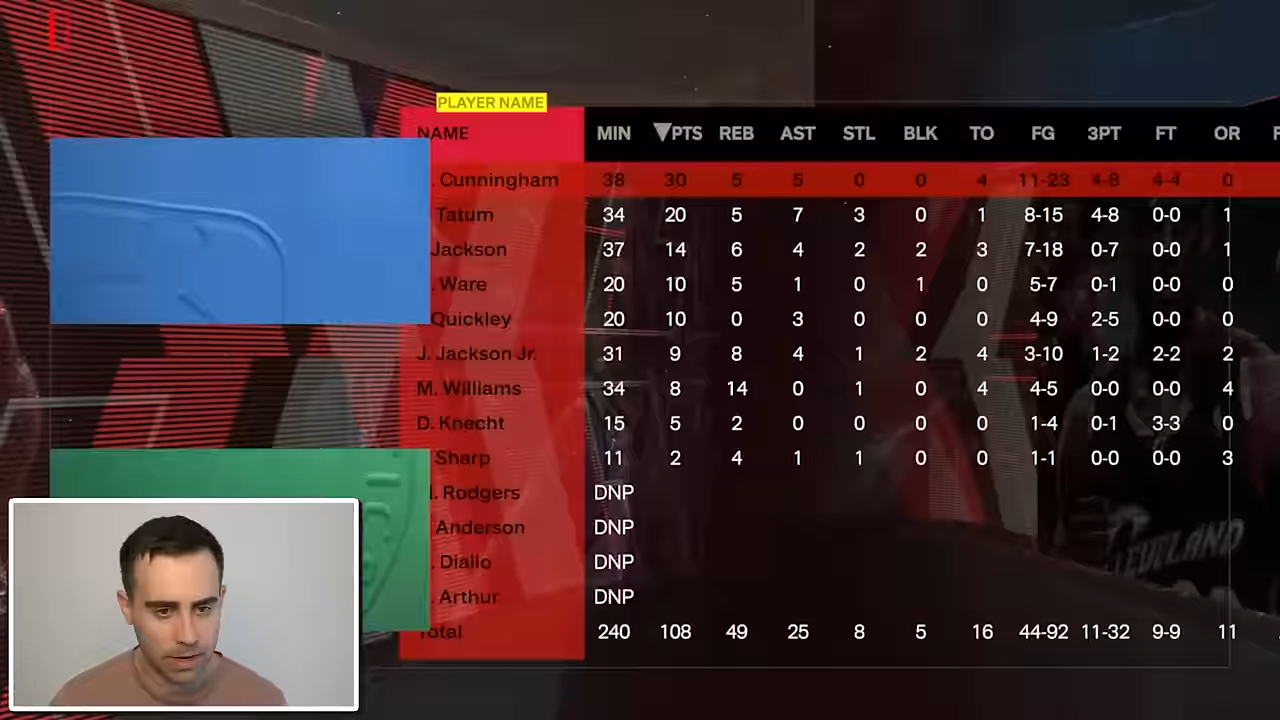 PLAYER NAME
NAME MIN ▼PTS REB AST STL BLK TO FG 3PT FT OR
. Cunningham 38 30 5 5 0 0 4 11-23 4-8 4-4 0
Tatum 34 20 5 7 3 0 1 8-15 4-8 0-0 1
Jackson 37 14 6 4 2 2 3 7-18 0-7 0-0 1
. Ware 20 10 5 1 0 1 0 5-7 0-1 0-0 0
Quickley 20 10 0 3 0 0 0 4-9 2-5 0-0 0
J. Jackson Jr. 31 9 8 4 1 2 4 3-10 1-2 2-2 2
M. Williams 34 8 14 0 1 0 4 4-5 0-0 0-0 4
D. Knecht 15 5 2 0 0 0 0 1-4 0-1 3-3 0
Sharp 11 2 4 1 1 0 0 1-1 0-0 0-0 3
. Rodgers DNP
Anderson DNP
. Diallo DNP
. Arthur DNP
Total 240 108 49 25 8 5 16 44-92 11-32 9-9 11
CLEVELAND